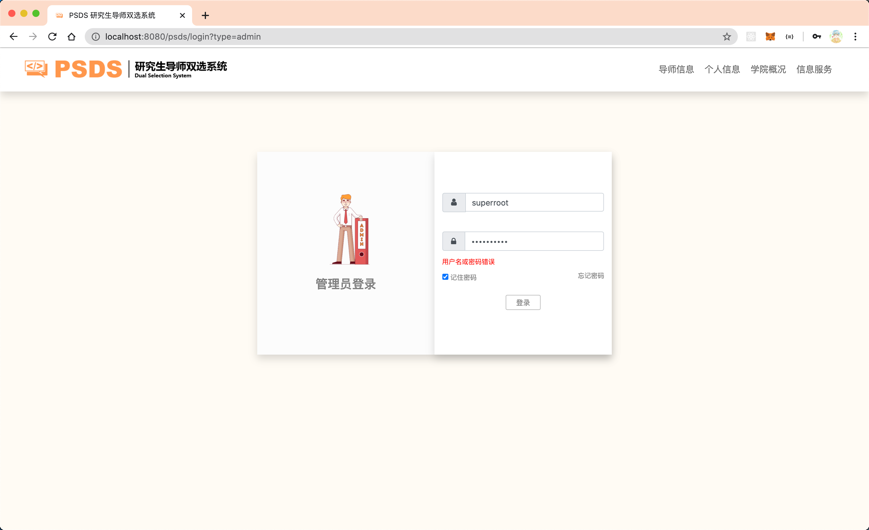 PSDS 研究生导师双选系统
localhost:8080/psds/login?type=admin
PSDS 研究生导师双选系统
Dual Selection System
导师信息 个人信息 学院概况 信息服务
ADMIN
管理员登录
superroot
••••••••••
用户名或密码错误
记住密码 忘记密码
登录